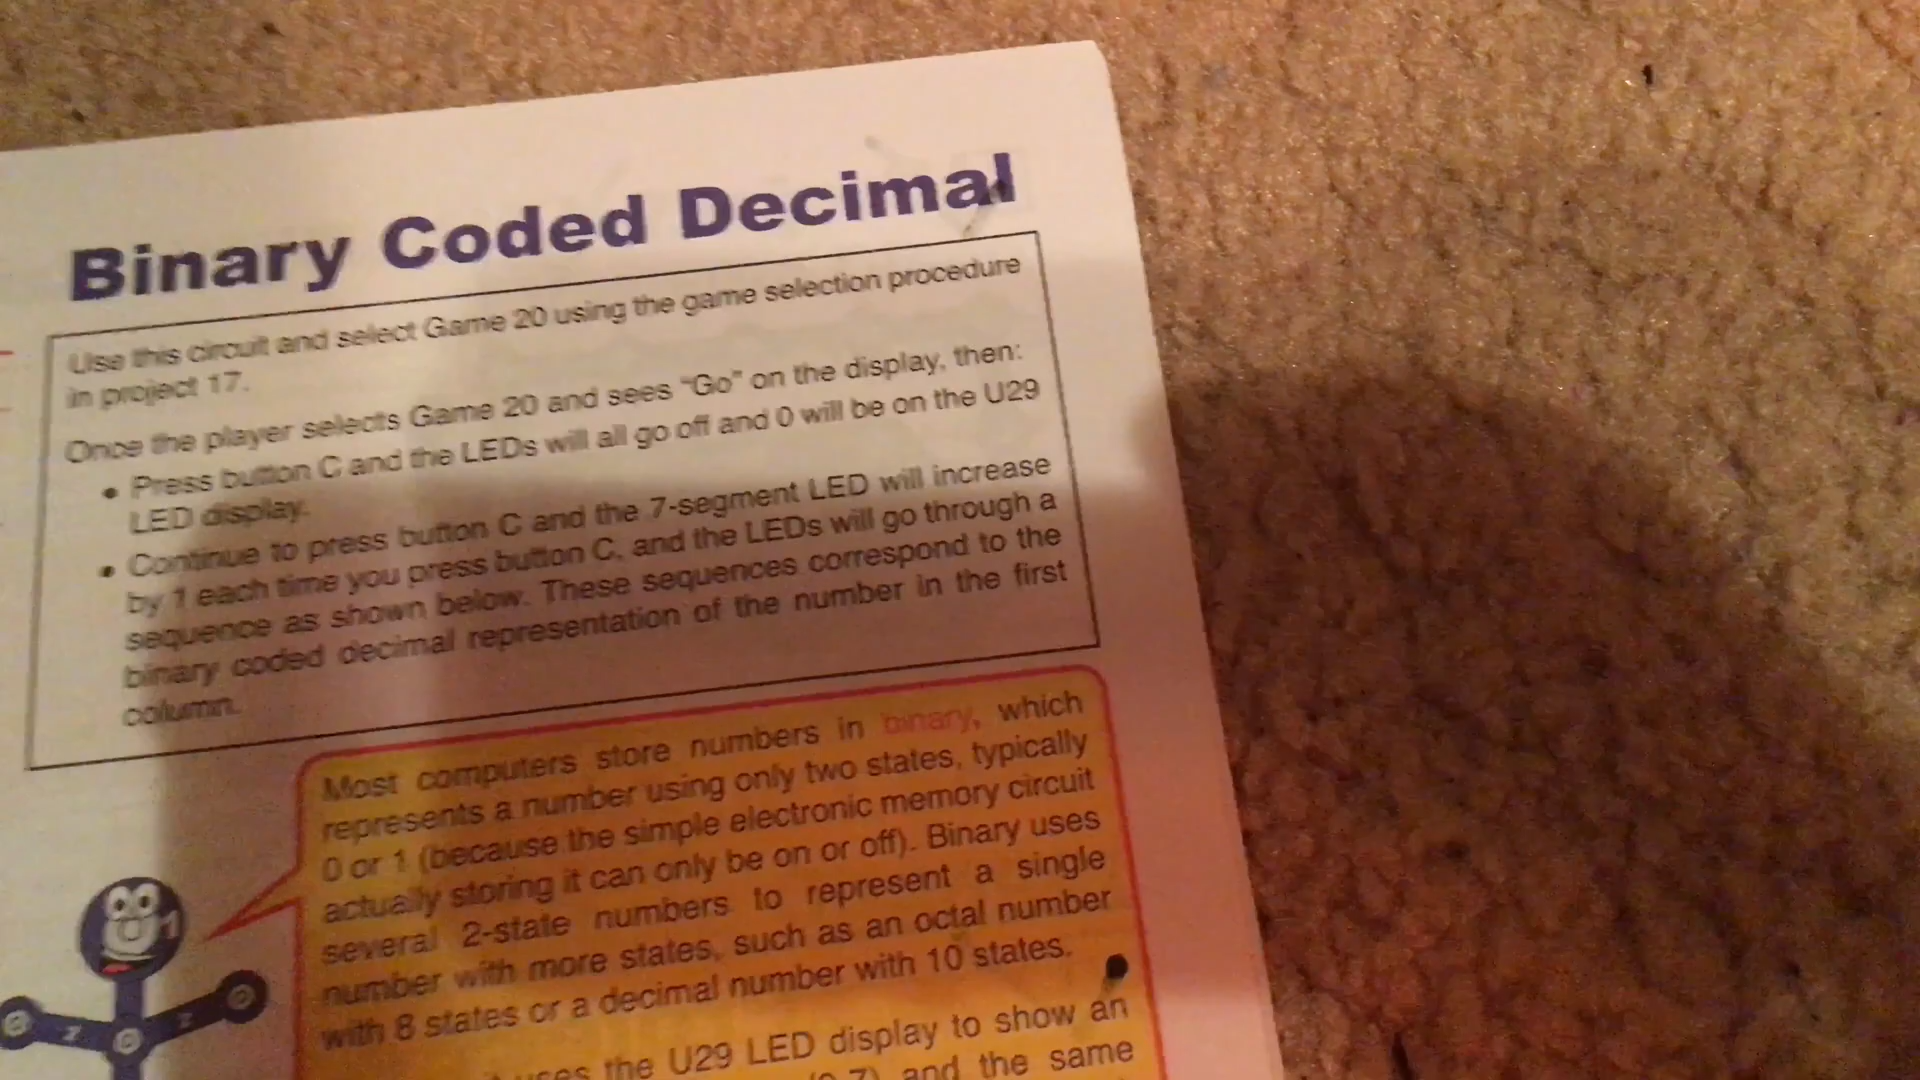 Binary Coded Decimal
Use this circuit and select Game 20 using the game selection procedure
in project 17.
Once the player selects Game 20 and sees “Go” on the display, then:
• Press button C and the LEDs will all go off and 0 will be on the U29
LED display.
• Continue to press button C and the 7-segment LED will increase
by 1 each time you press button C, and the LEDs will go through a
sequence as shown below. These sequences correspond to the
binary coded decimal representation of the number in the first
column.
Most computers store numbers in binary, which
represents a number using only two states, typically
0 or 1 (because the simple electronic memory circuit
actually storing it can only be on or off). Binary uses
several 2-state numbers to represent a single
number with more states, such as an octal number
with 8 states or a decimal number with 10 states.
uses the U29 LED display to show an
(0-7) and the same